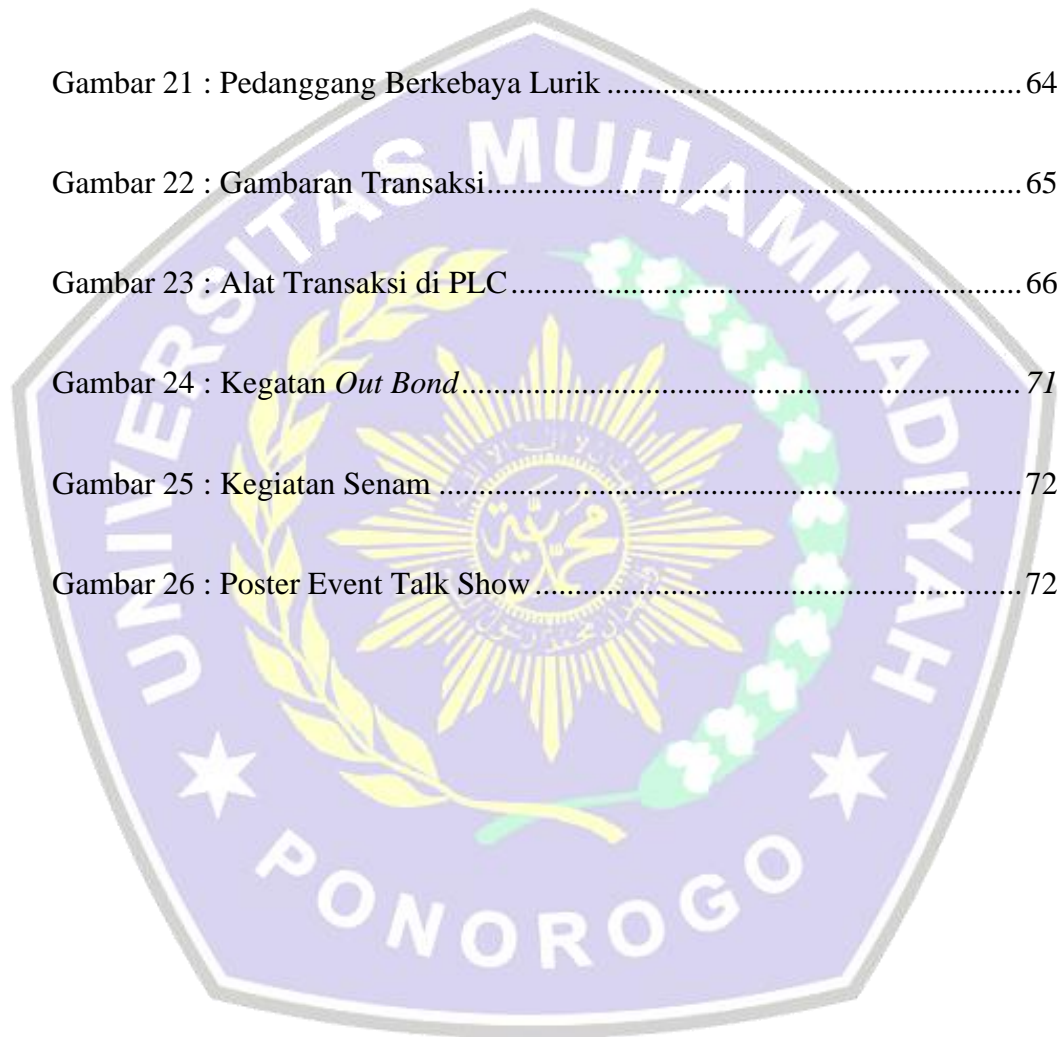 Gambar 21 : Pedanggang Berkebaya Lurik .................................................... 64
Gambar 22 : Gambaran Transaksi................................................................... 65
Gambar 23 : Alat Transaksi di PLC................................................................ 66
Gambar 24 : Kegatan Out Bond...................................................................... 71
Gambar 25 : Kegiatan Senam ......................................................................... 72
Gambar 26 : Poster Event Talk Show............................................................. 72
UNIVERSITAS MUHAMMADIYAH
PONOROGO
محمدية